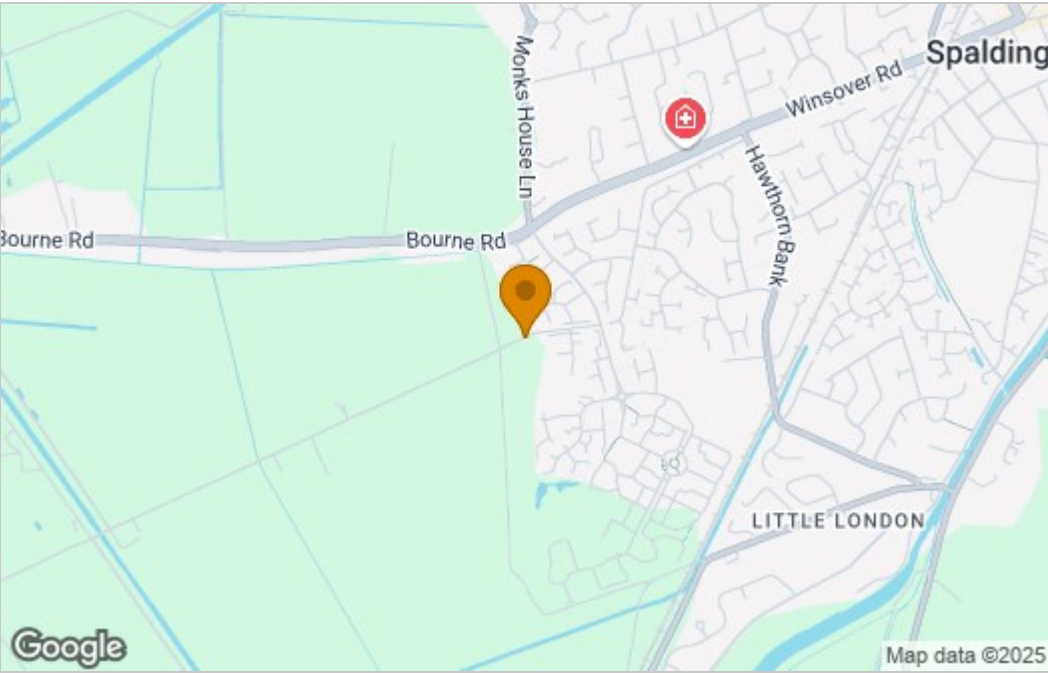 Monks House Ln
Spalding
Winsover Rd
Hawthorn Bank
Bourne Rd
Bourne Rd
LITTLE LONDON
Google
Map data ©2025